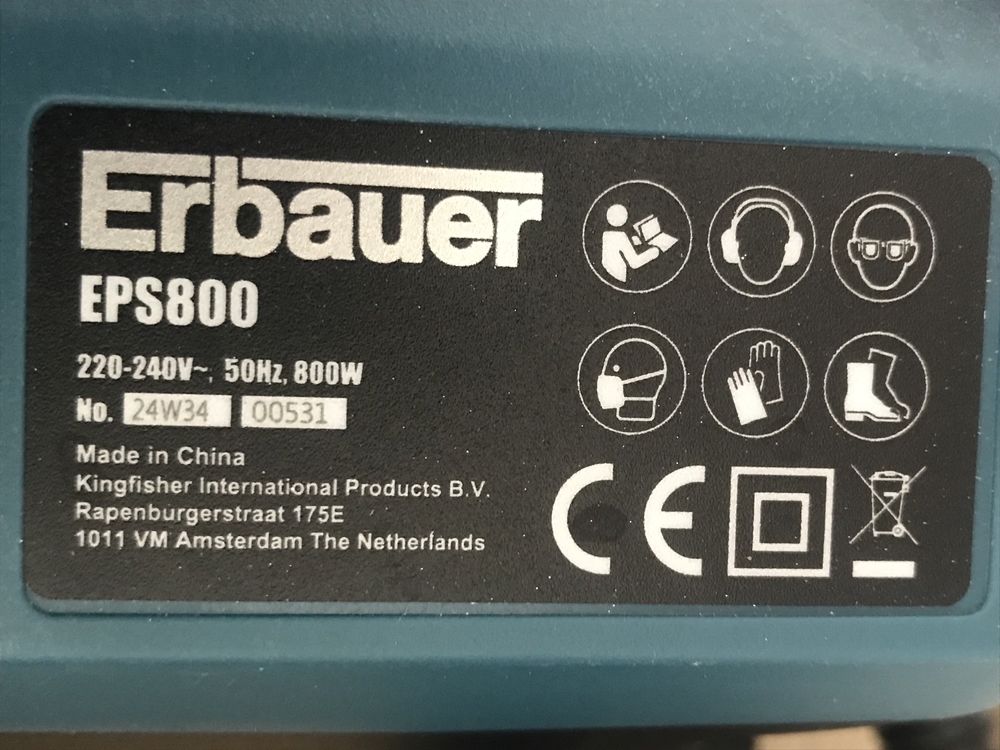 Erbauer
EPS800
220-240V~, 50Hz, 800W
No. 24W34 00531
Made in China
Kingfisher International Products B.V.
Rapenburgerstraat 175E
1011 VM Amsterdam The Netherlands
CE